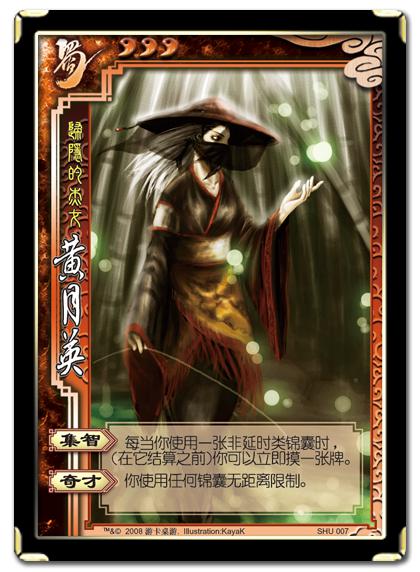 蜀
歸隱的杰女
黄月英
集智
每当你使用一张非延时类锦囊时，
(在它结算之前)你可以立即摸一张牌。
奇才
你使用任何锦囊无距离限制。
™&© 2008 游卡桌游. Illustration:KayaK
SHU 007